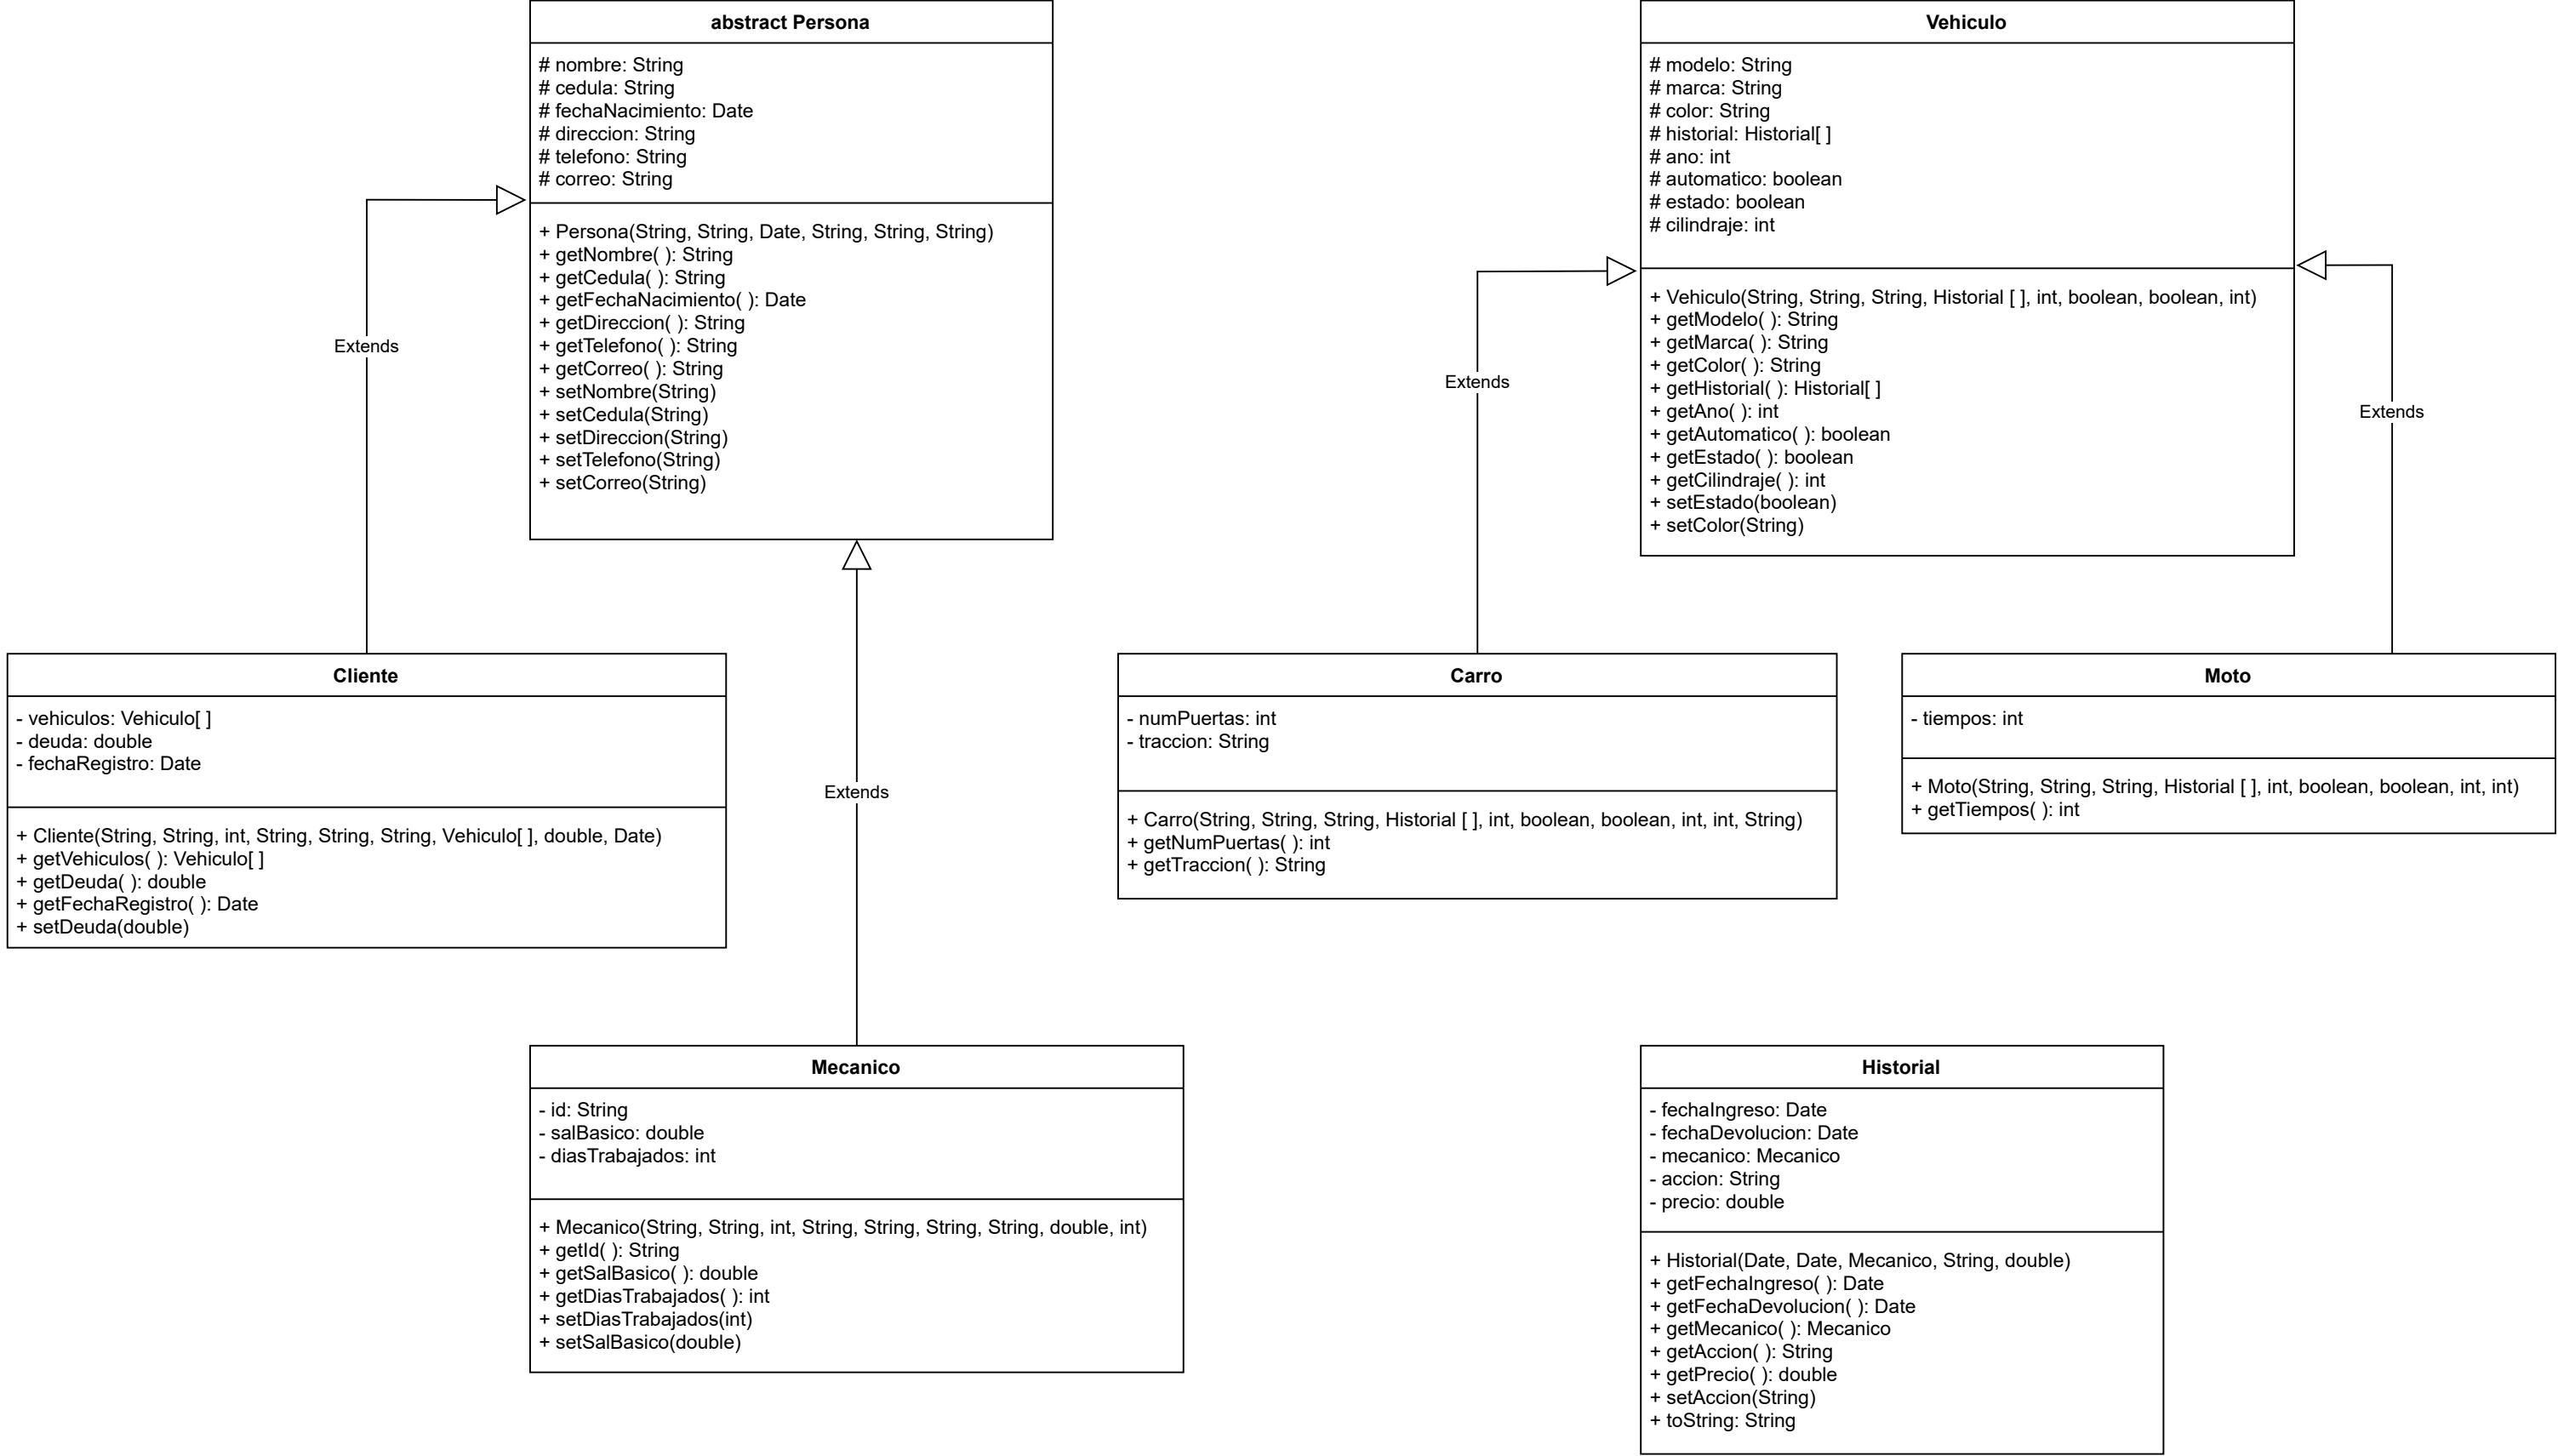 abstract Persona
# nombre: String
# cedula: String
# fechaNacimiento: Date
# direccion: String
# telefono: String
# correo: String
+ Persona(String, String, Date, String, String, String)
+ getNombre( ): String
+ getCedula( ): String
+ getFechaNacimiento( ): Date
+ getDireccion( ): String
+ getTelefono( ): String
+ getCorreo( ): String
+ setNombre(String)
+ setCedula(String)
+ setDireccion(String)
+ setTelefono(String)
+ setCorreo(String)
Vehiculo
# modelo: String
# marca: String
# color: String
# historial: Historial[ ]
# ano: int
# automatico: boolean
# estado: boolean
# cilindraje: int
+ Vehiculo(String, String, String, Historial [ ], int, boolean, boolean, int)
+ getModelo( ): String
+ getMarca( ): String
+ getColor( ): String
+ getHistorial( ): Historial[ ]
+ getAno( ): int
+ getAutomatico( ): boolean
+ getEstado( ): boolean
+ getCilindraje( ): int
+ setEstado(boolean)
+ setColor(String)
Extends
Extends
Extends
Cliente
- vehiculos: Vehiculo[ ]
- deuda: double
- fechaRegistro: Date
+ Cliente(String, String, int, String, String, String, Vehiculo[ ], double, Date)
+ getVehiculos( ): Vehiculo[ ]
+ getDeuda( ): double
+ getFechaRegistro( ): Date
+ setDeuda(double)
Extends
Carro
- numPuertas: int
- traccion: String
+ Carro(String, String, String, Historial [ ], int, boolean, boolean, int, int, String)
+ getNumPuertas( ): int
+ getTraccion( ): String
Moto
- tiempos: int
+ Moto(String, String, String, Historial [ ], int, boolean, boolean, int, int)
+ getTiempos( ): int
Mecanico
- id: String
- salBasico: double
- diasTrabajados: int
+ Mecanico(String, String, int, String, String, String, String, double, int)
+ getId( ): String
+ getSalBasico( ): double
+ getDiasTrabajados( ): int
+ setDiasTrabajados(int)
+ setSalBasico(double)
Historial
- fechaIngreso: Date
- fechaDevolucion: Date
- mecanico: Mecanico
- accion: String
- precio: double
+ Historial(Date, Date, Mecanico, String, double)
+ getFechaIngreso( ): Date
+ getFechaDevolucion( ): Date
+ getMecanico( ): Mecanico
+ getAccion( ): String
+ getPrecio( ): double
+ setAccion(String)
+ toString: String